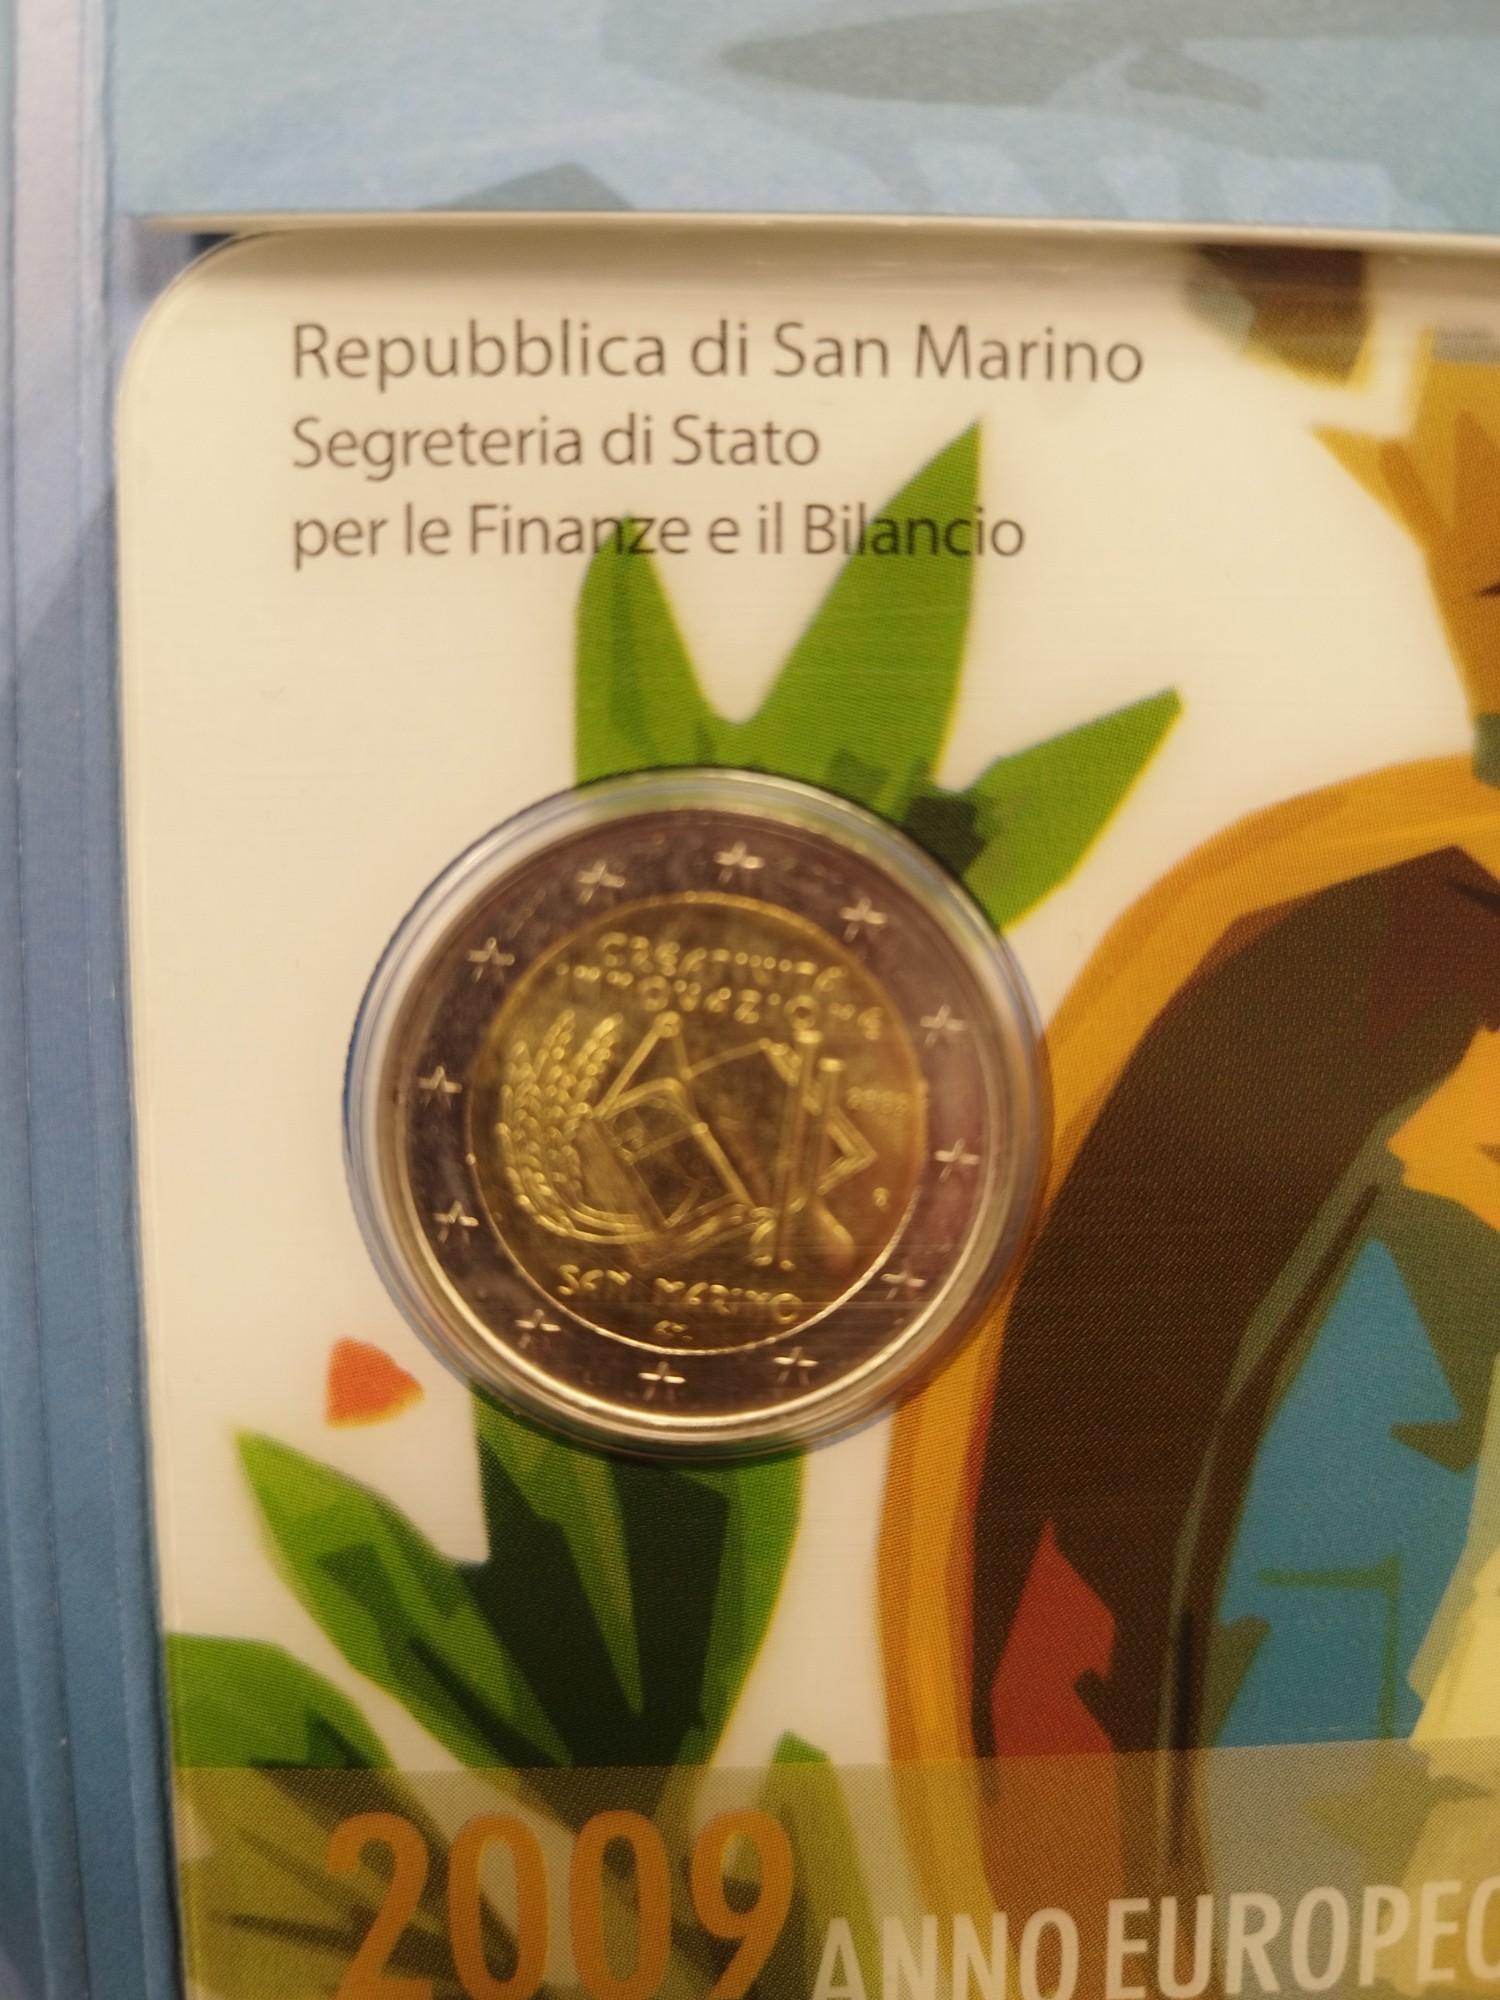 Repubblica di San Marino
Segreteria di Stato
per le Finanze e il Bilancio
CREATIVITÀ
INNOVAZIONE
2009
R
SAN MARINO
2009 ANNO EUROPEO